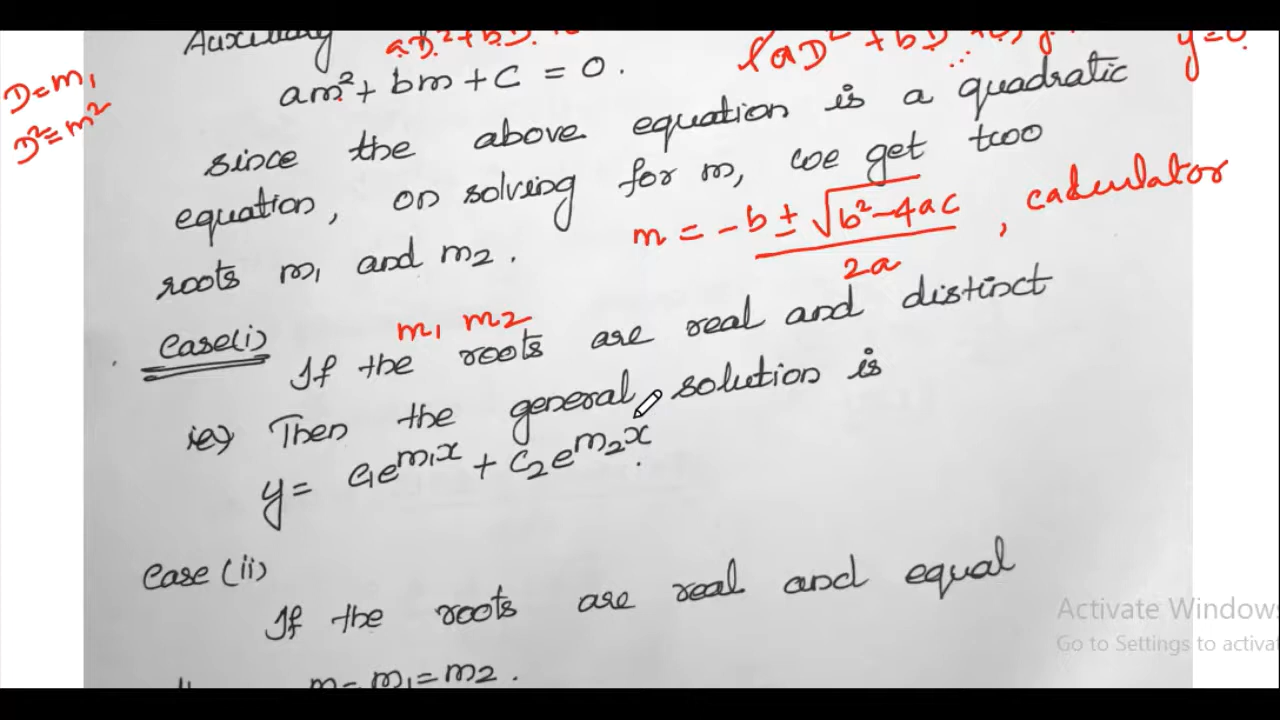 Auxiliary
D=m,
D²=m²
am²+ bm + c = 0.
y=0
since the above equation is a quadratic
equation, on solving for m, we get two
roots m₁ and m₂.
m = -b ± √b²-4ac / 2a , calculator
m₁ m₂
Case(i)
If the roots are real and distinct
ie) Then the general solution is
y = c₁e^m₁x + c₂e^m₂x.
Case (ii)
If the roots are real and equal
m = m₁ = m₂.
Activate Windows
Go to Settings to activa